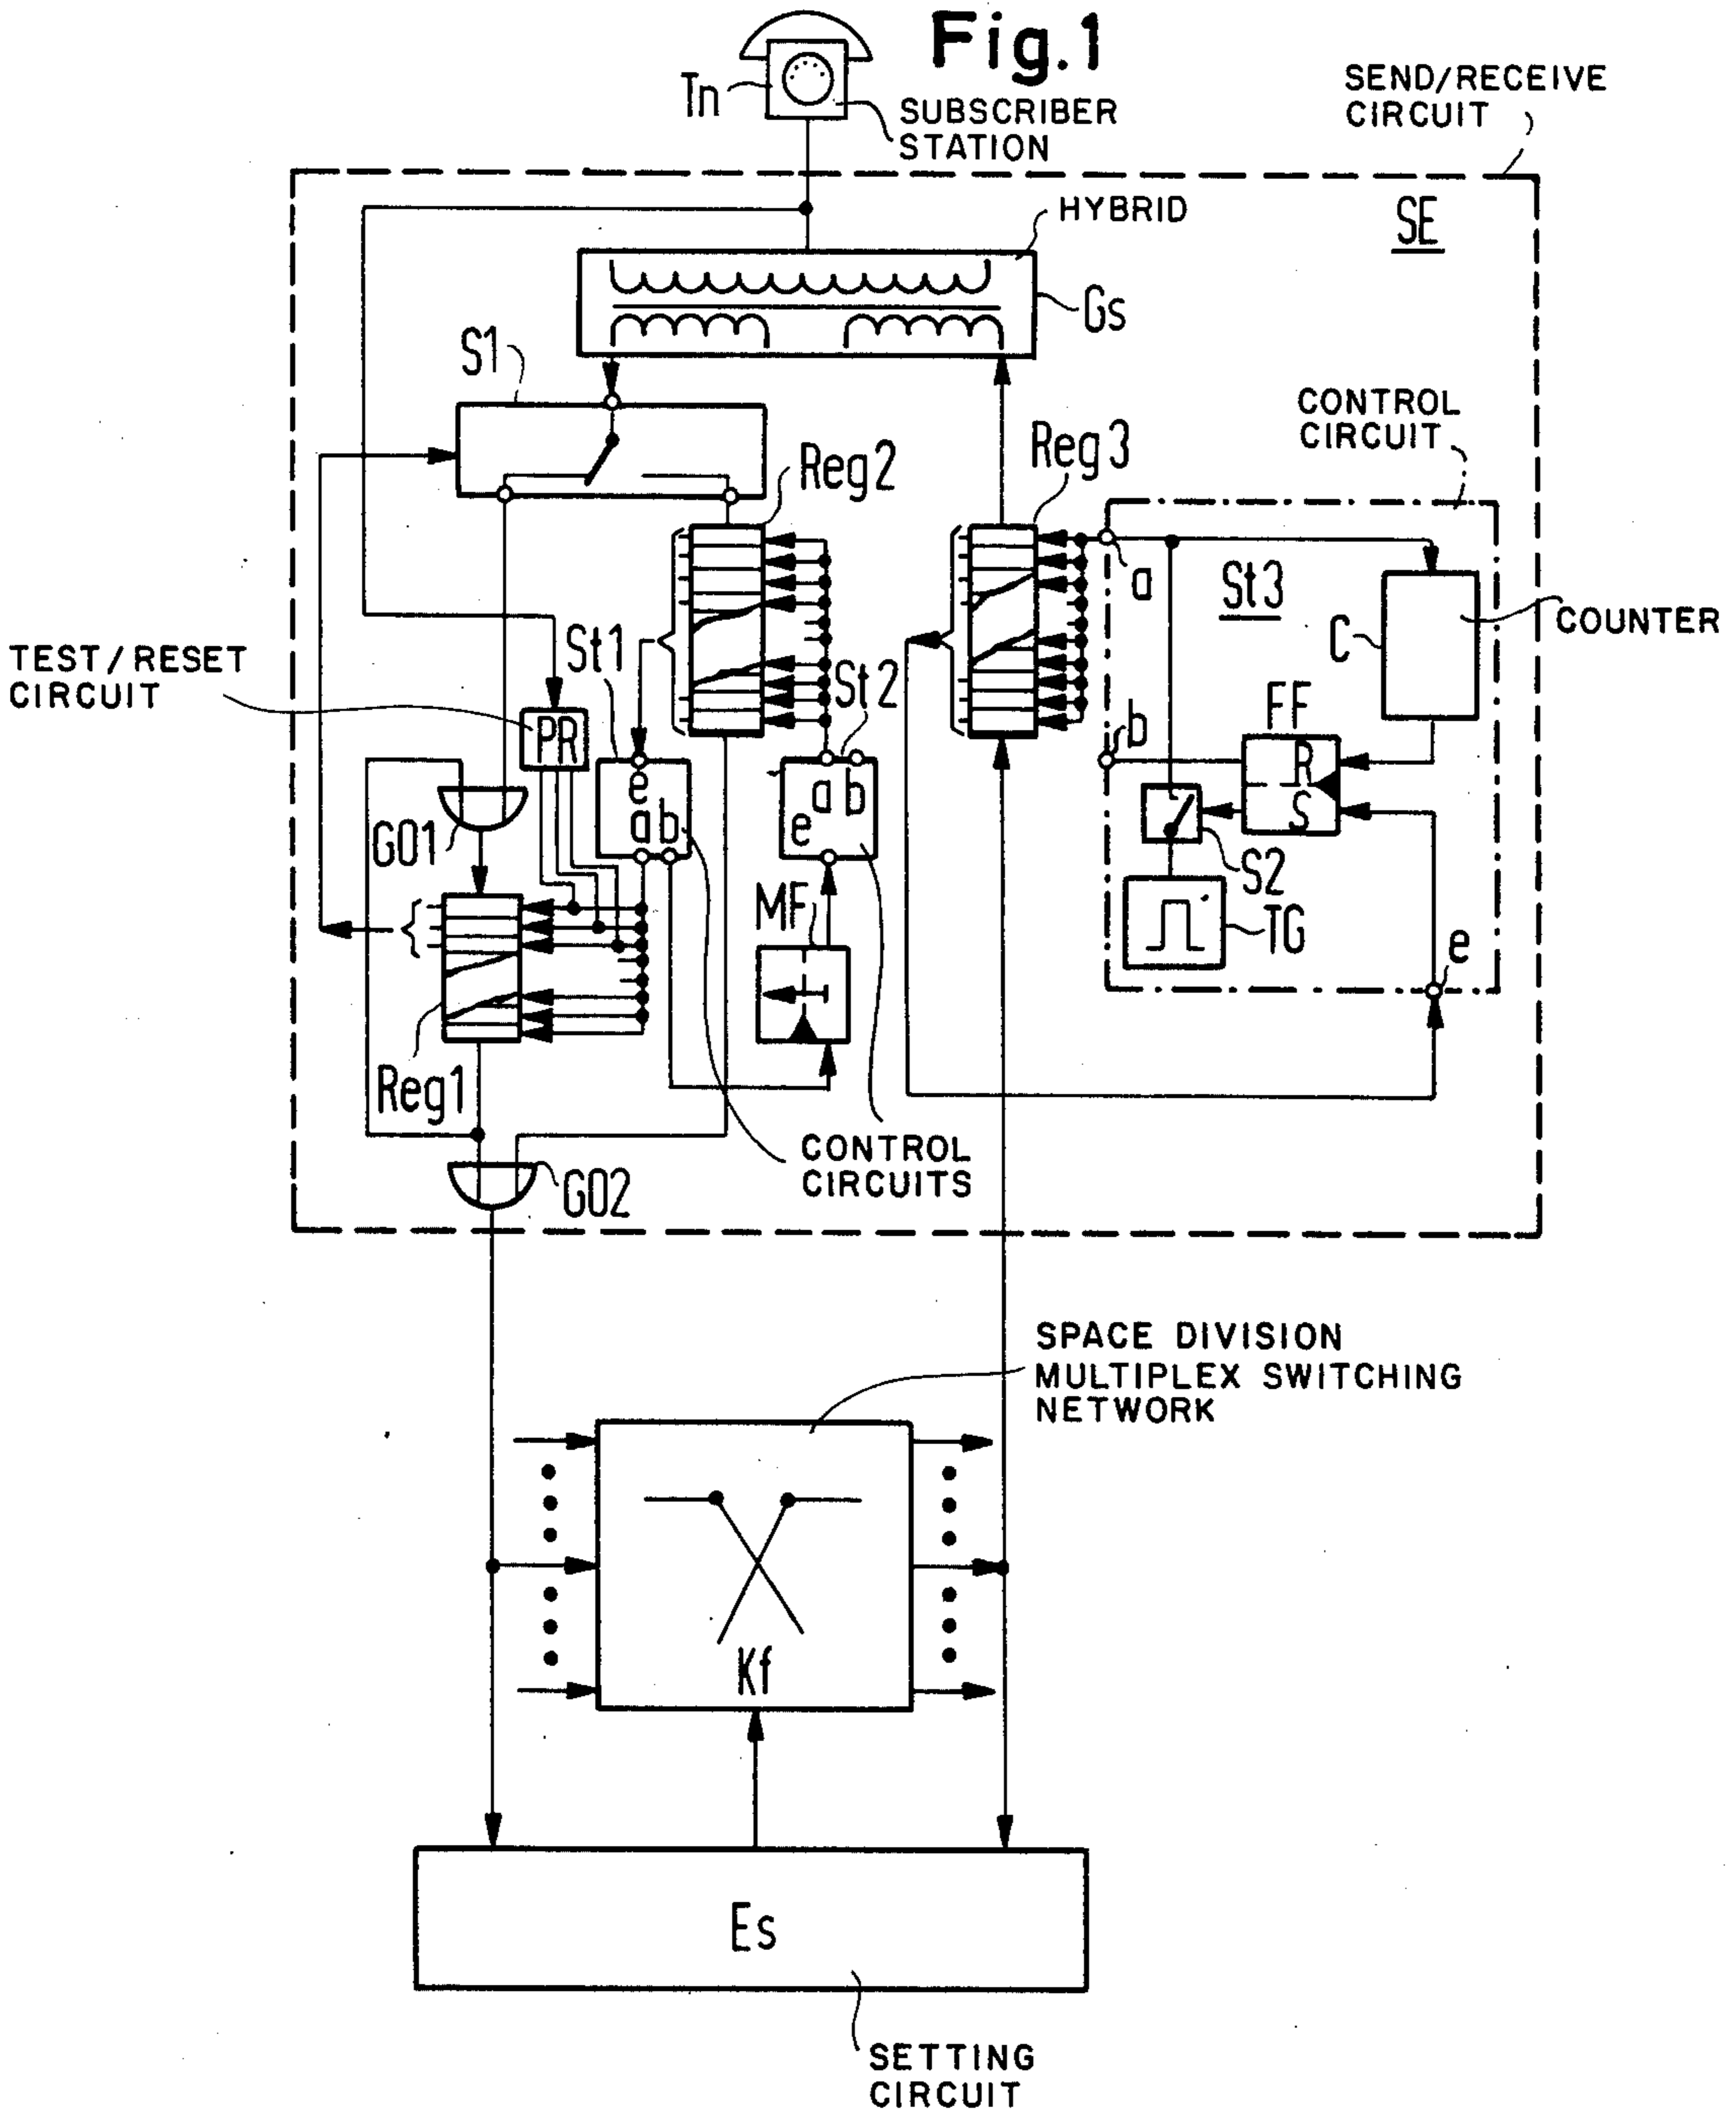 Fig.1
Tn
SUBSCRIBER
STATION
SEND/RECEIVE
CIRCUIT
HYBRID
SE
Gs
S1
CONTROL
CIRCUIT
Reg2
Reg3
a
St3
C
COUNTER
TEST/RESET
CIRCUIT
St1
St2
PR
b
FF
R
S
e
a b
a b
e
G01
S2
MF
TG
e
Reg1
CONTROL
CIRCUITS
G02
SPACE DIVISION
MULTIPLEX SWITCHING
NETWORK
Kf
Es
SETTING
CIRCUIT